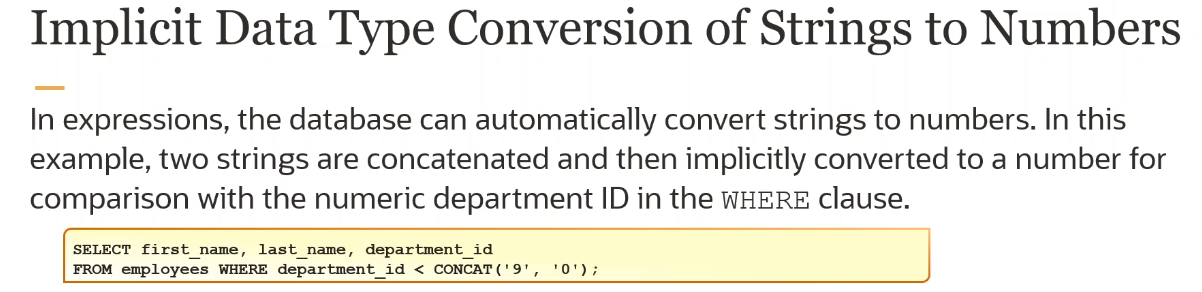 Implicit Data Type Conversion of Strings to Numbers
In expressions, the database can automatically convert strings to numbers. In this
example, two strings are concatenated and then implicitly converted to a number for
comparison with the numeric department ID in the WHERE clause.
SELECT first_name, last_name, department_id
FROM employees WHERE department_id < CONCAT('9', '0');